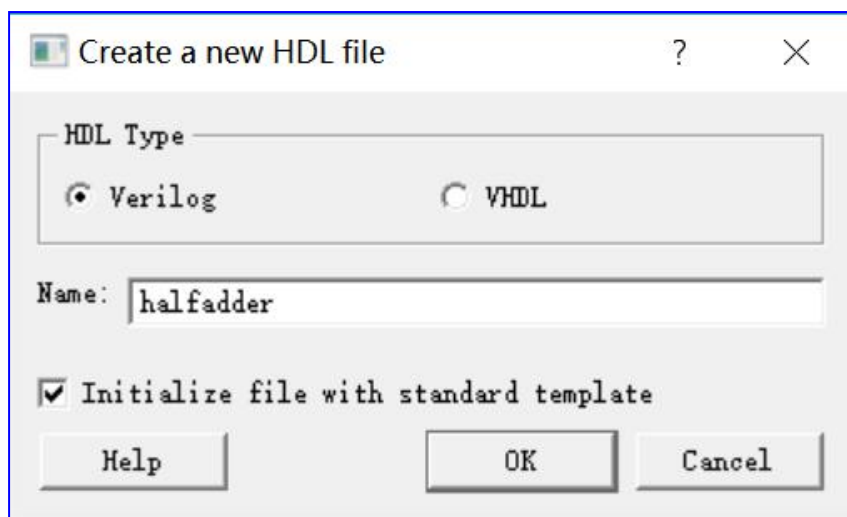 Create a new HDL file ?
HDL Type
Verilog VHDL
Name: halfadder
Initialize file with standard template
Help OK Cancel